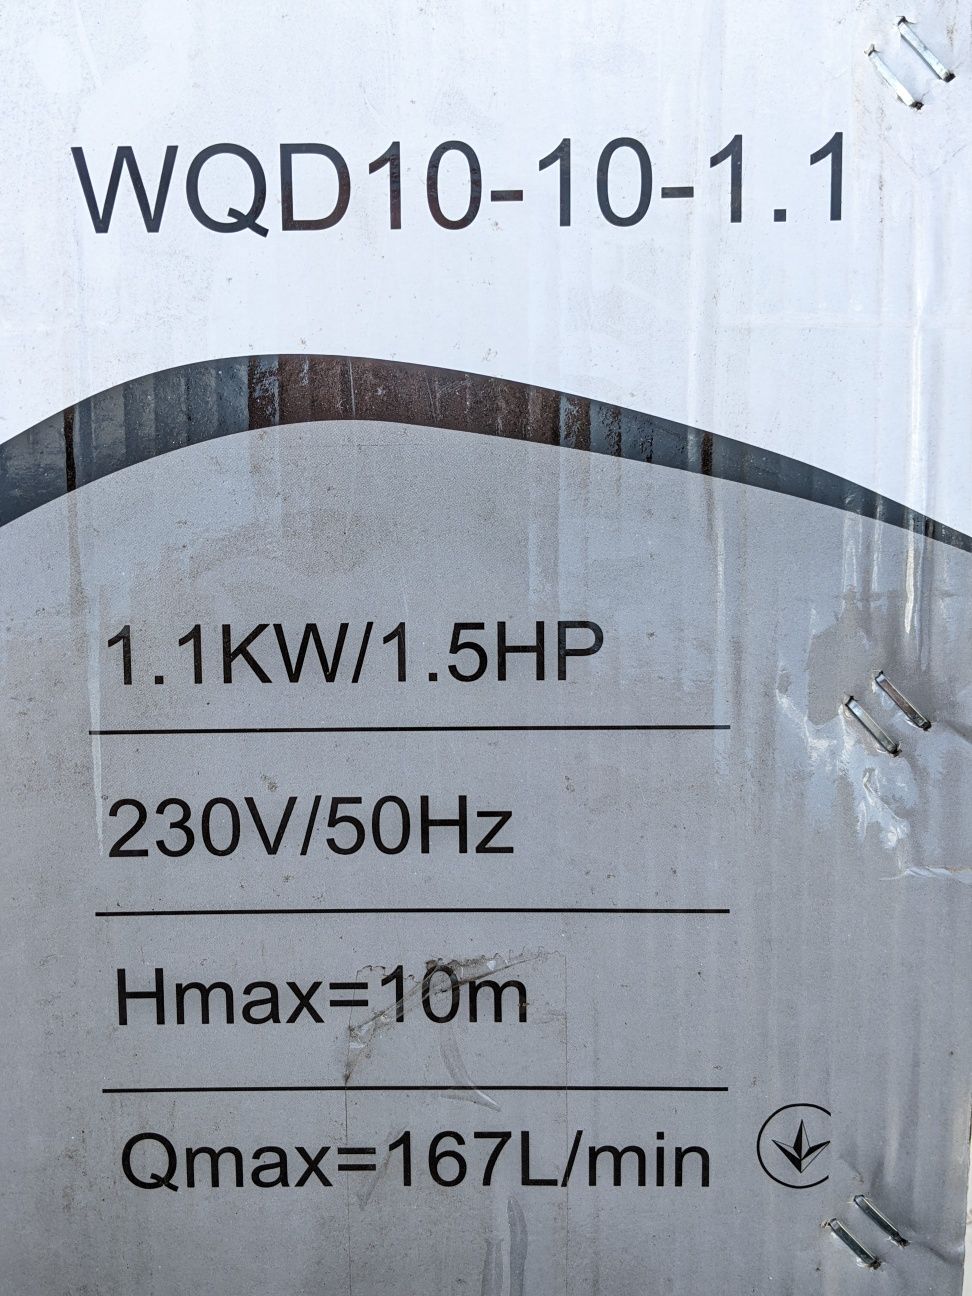 WQD10-10-1.1
1.1KW/1.5HP
230V/50Hz
Hmax=10m
Qmax=167L/min